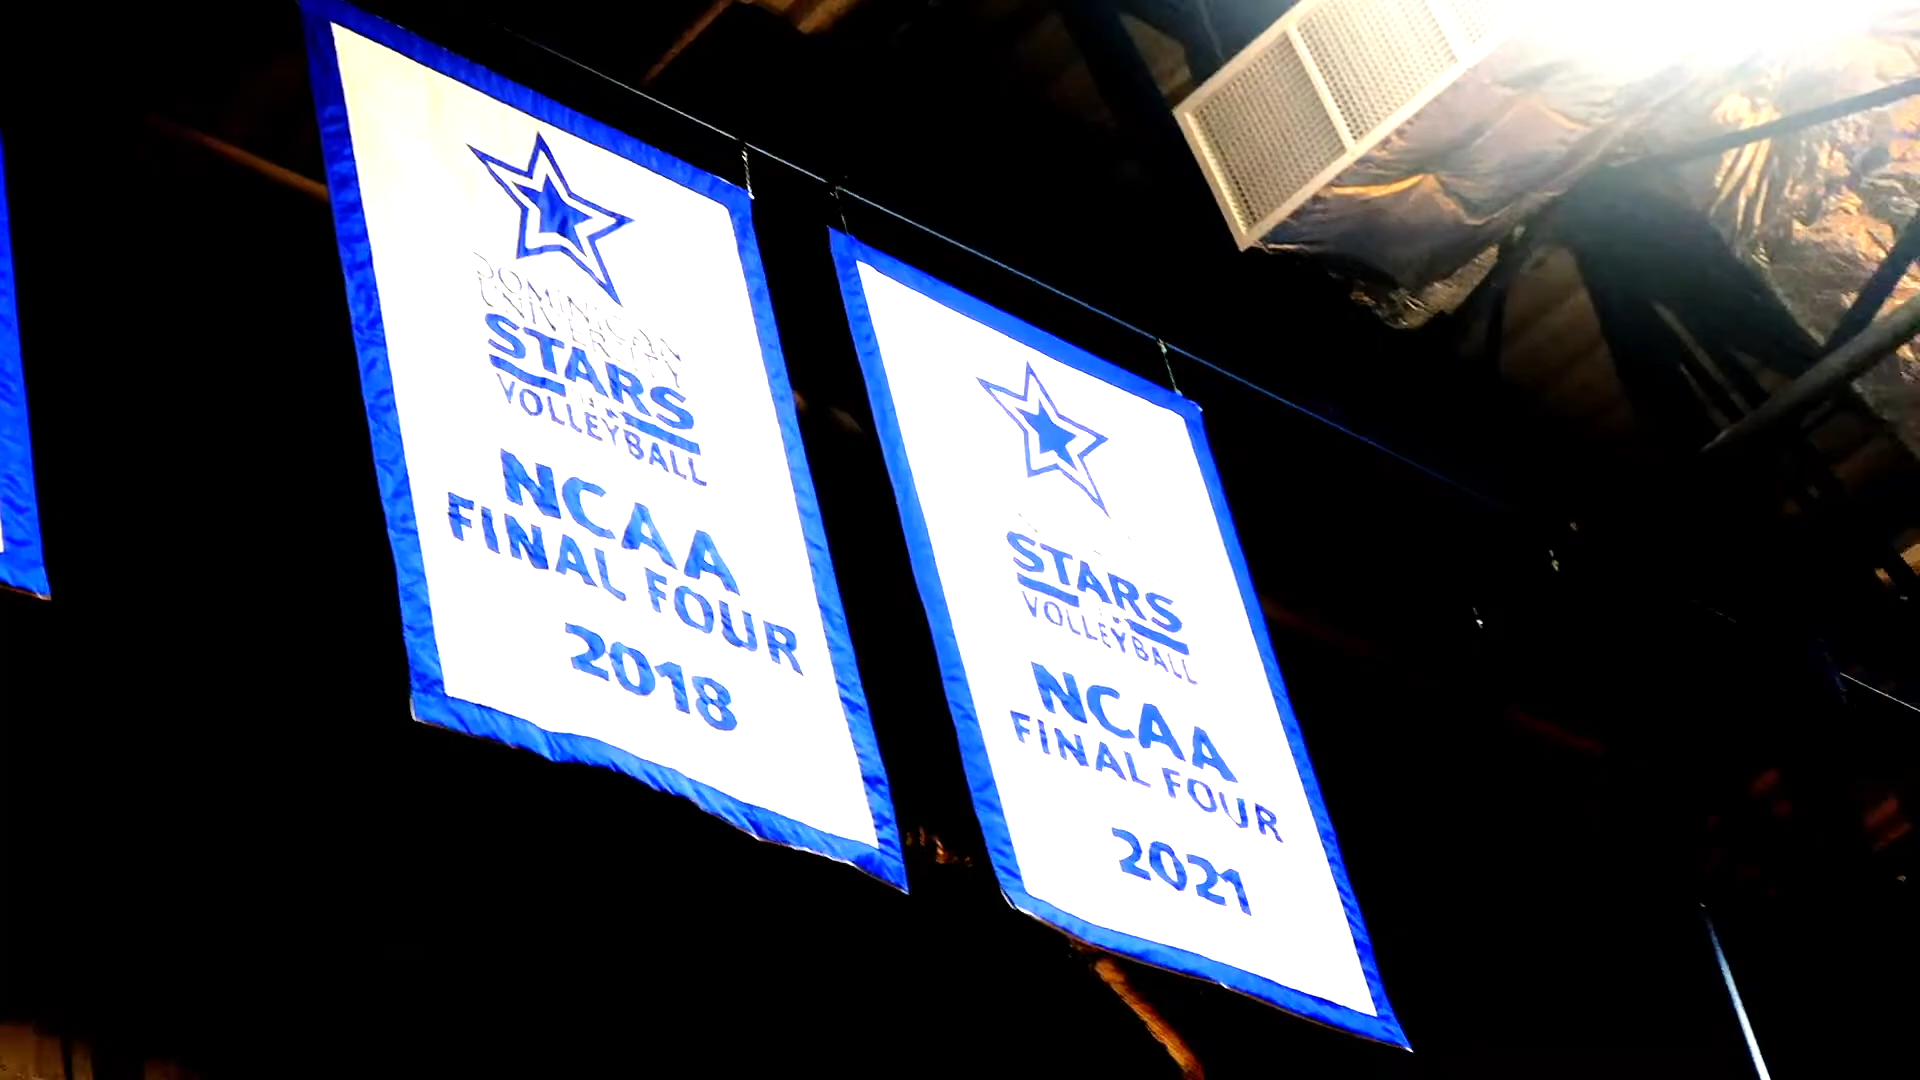 DOMINICAN
UNIVERSITY
STARS
VOLLEYBALL
NCAA
FINAL FOUR
2018
STARS
VOLLEYBALL
NCAA
FINAL FOUR
2021